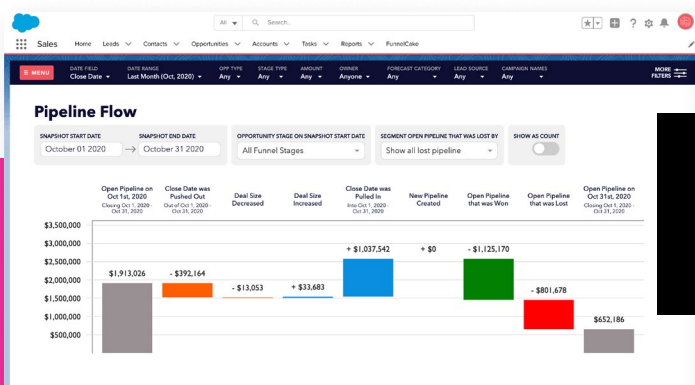 All
Search...
Sales Home Leads Contacts Opportunities Accounts Tasks Reports FunnelCake
MENU
DATE FIELD DATE RANGE OPP TYPE STAGE TYPE AMOUNT OWNER FORECAST CATEGORY LEAD SOURCE CAMPAIGN NAMES
Close Date Last Month (Oct, 2020) Any Any Any Anyone Any Any Any
MORE
FILTERS
Pipeline Flow
SNAPSHOT START DATE SNAPSHOT END DATE OPPORTUNITY STAGE ON SNAPSHOT START DATE SEGMENT OPEN PIPELINE THAT WAS LOST BY SHOW AS COUNT
October 01 2020 → October 31 2020 All Funnel Stages Show all lost pipeline
Open Pipeline on
Oct 1st, 2020
Closing Oct 1, 2020 -
Oct 31, 2020
Close Date was
Pushed Out
Out of Oct 1, 2020 -
Oct 31, 2020
Deal Size
Decreased
Deal Size
Increased
Close Date was
Pulled In
Into Oct 1, 2020 -
Oct 31, 2020
New Pipeline
Created
Open Pipeline
that was Won
Open Pipeline
that was Lost
Open Pipeline on
Oct 31st, 2020
Closing Oct 1, 2020 -
Oct 31, 2020
$3,500,000
$3,000,000
$2,500,000
$2,000,000
$1,500,000
$1,000,000
$500,000
$1,913,026
- $392,164
- $13,053
+ $33,683
+ $1,037,542
+ $0
- $1,125,170
- $801,678
$652,186